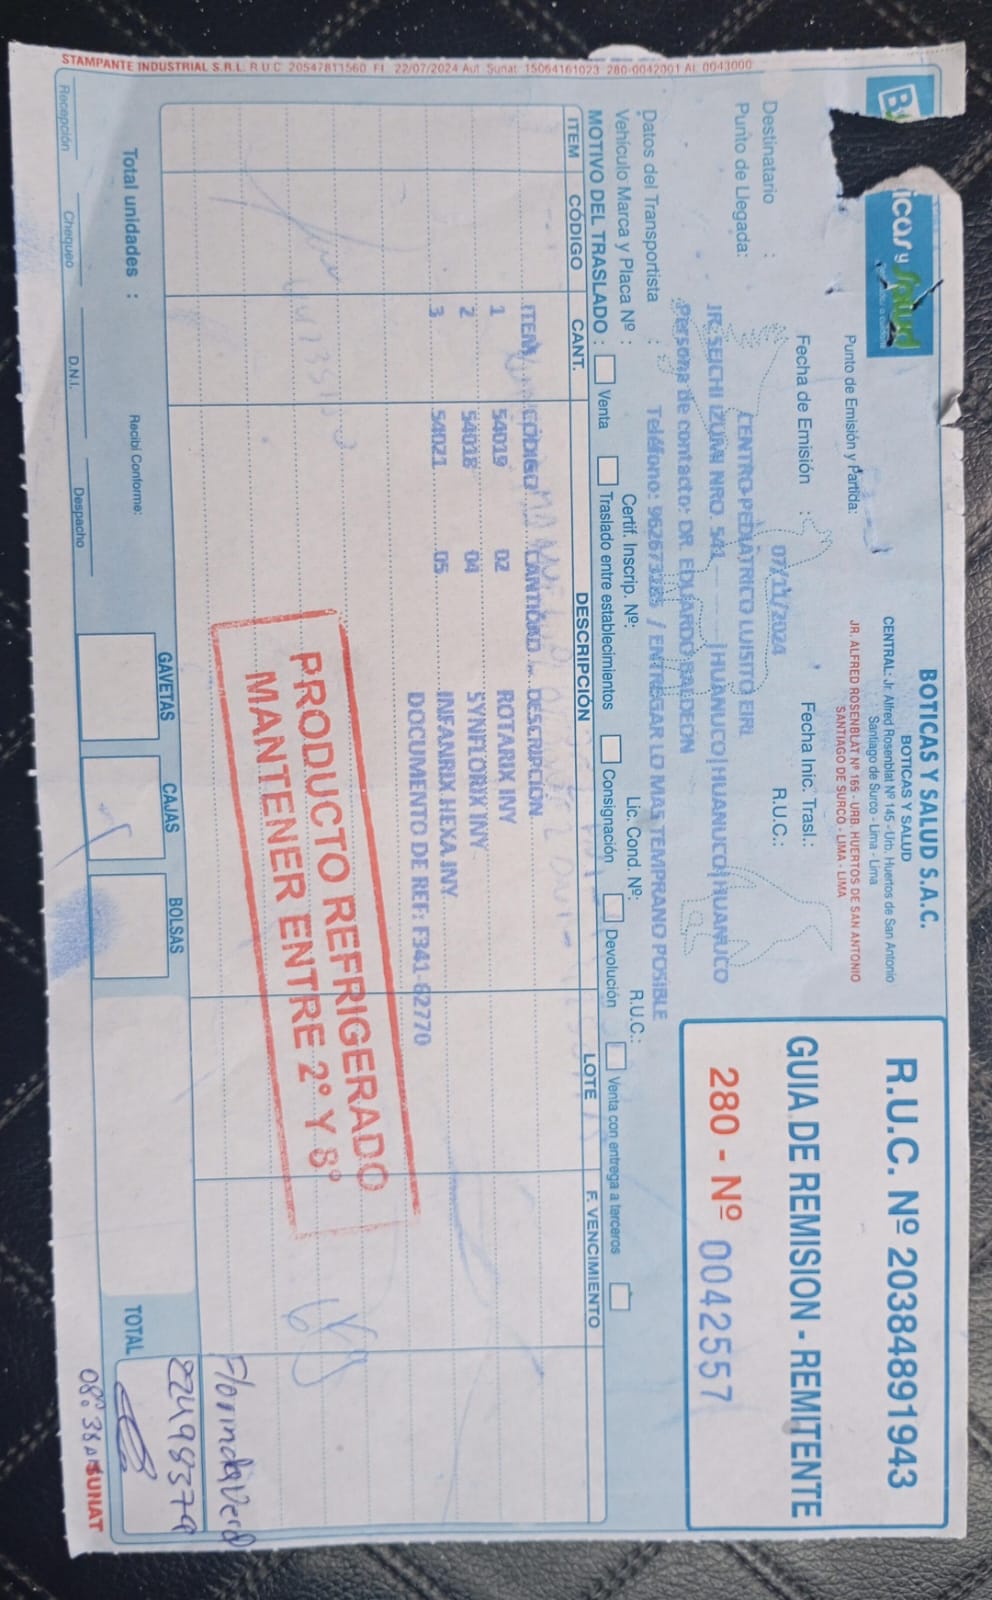 icas y Salud
BOTICAS Y SALUD S.A.C.
BOTICAS Y SALUD
CENTRAL: Jr. Alfred Rosenblat Nº 145 - Urb. Huertos de San Antonio
Santiago de Surco - Lima - Lima
Punto de Emisión y Partida:
JR. ALFRED ROSENBLAT Nº 165 - URB. HUERTOS DE SAN ANTONIO
SANTIAGO DE SURCO - LIMA - LIMA
R.U.C. Nº 20384891943
GUIA DE REMISION - REMITENTE
280 - Nº 0042557
Fecha de Emisión : 07/11/2024 Fecha Inic. Trasl.:
Destinatario : CENTRO PEDIATRICO LUISITO EIRL R.U.C.:
Punto de Llegada: JR. SEICHI IZUMI NRO. 541 HUANUCO|HUANUCO|HUANUCO
Persona de contacto: DR. EDUARDO BALDEON
Teléfono: / ENTREGAR LO MAS TEMPRANO POSIBLE
Datos del Transportista : R.U.C.:
Vehículo Marca y Placa Nº : Certif. Inscrip. Nº: Lic. Cond. Nº:
MOTIVO DEL TRASLADO : Venta Traslado entre establecimientos Consignación Devolución Venta con entrega a terceros
ITEM CÓDIGO CANT. DESCRIPCIÓN LOTE F. VENCIMIENTO
ITEM CODIGO CANTIDAD DESCRIPCION
1 54019 02 ROTARIX INY
2 54018 04 SYNFLORIX INY
3 54021 05 INFANRIX HEXA INY
DOCUMENTO DE REF: F341-82770
PRODUCTO REFRIGERADO
MANTENER ENTRE 2° Y 8°
Florinda Verd
22498379
08:38 A
Total unidades : Recibí Conforme: GAVETAS CAJAS BOLSAS TOTAL
Recepción Chequeo D.N.I. Despacho
SUNAT
STAMPANTE INDUSTRIAL S.R.L. R.U.C 20547811560 F.I. 22/07/2024 Aut. Sunat 15064161023 280-0042001 AL 0043000